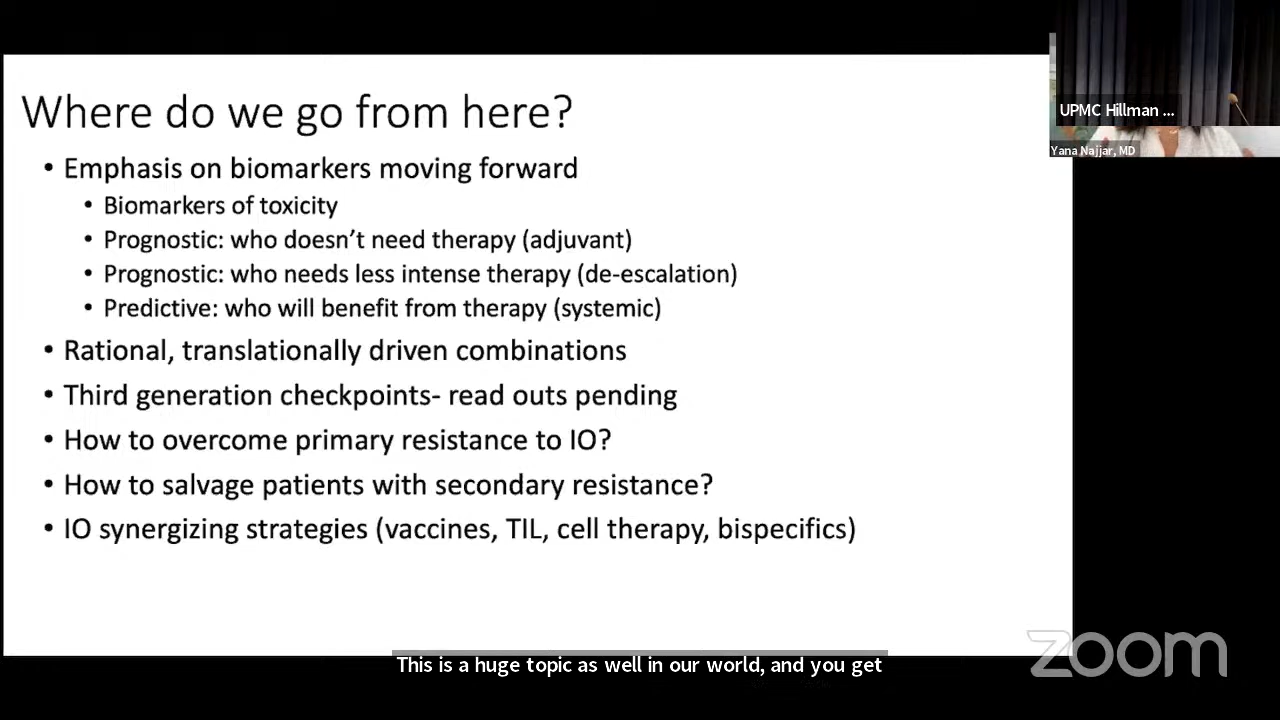 Where do we go from here?
• Emphasis on biomarkers moving forward
• Biomarkers of toxicity
• Prognostic: who doesn't need therapy (adjuvant)
• Prognostic: who needs less intense therapy (de-escalation)
• Predictive: who will benefit from therapy (systemic)
• Rational, translationally driven combinations
• Third generation checkpoints- read outs pending
• How to overcome primary resistance to IO?
• How to salvage patients with secondary resistance?
• IO synergizing strategies (vaccines, TIL, cell therapy, bispecifics)
UPMC Hillman ...
Yana Najjar, MD
This is a huge topic as well in our world, and you get
zoom